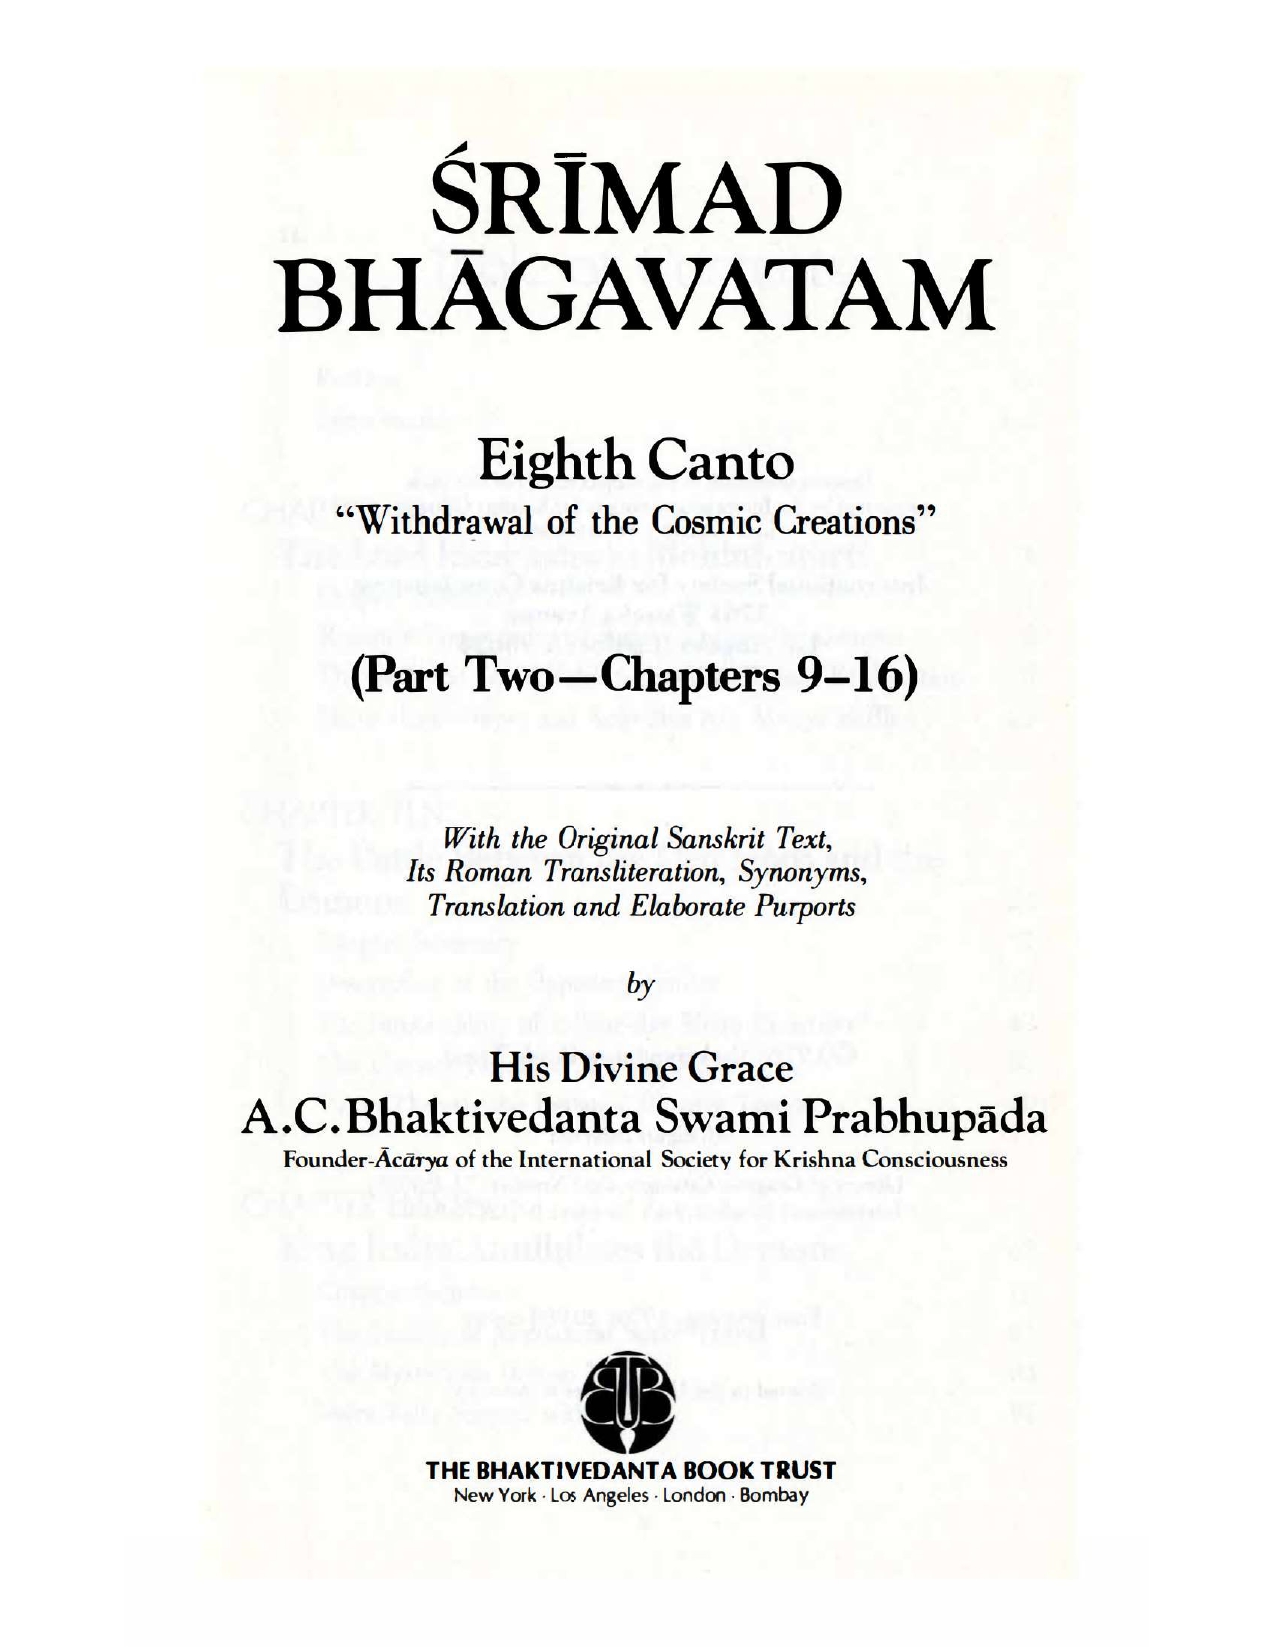 ŚRĪMAD
BHĀGAVATAM
Eighth Canto
“Withdrawal of the Cosmic Creations”
(Part Two—Chapters 9–16)
With the Original Sanskrit Text,
Its Roman Transliteration, Synonyms,
Translation and Elaborate Purports
by
His Divine Grace
A.C. Bhaktivedanta Swami Prabhupāda
Founder-Ācārya of the International Society for Krishna Consciousness
THE BHAKTIVEDANTA BOOK TRUST
New York · Los Angeles · London · Bombay